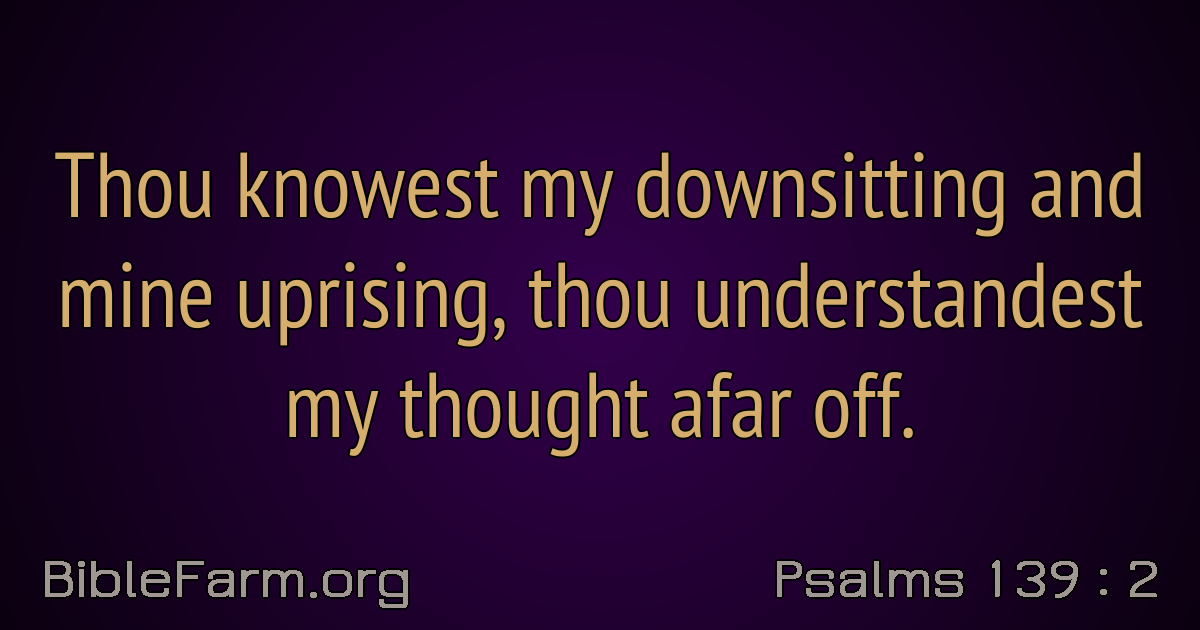 Thou knowest my downsitting and
mine uprising, thou understandest
my thought afar off.
BibleFarm.org
Psalms 139 : 2